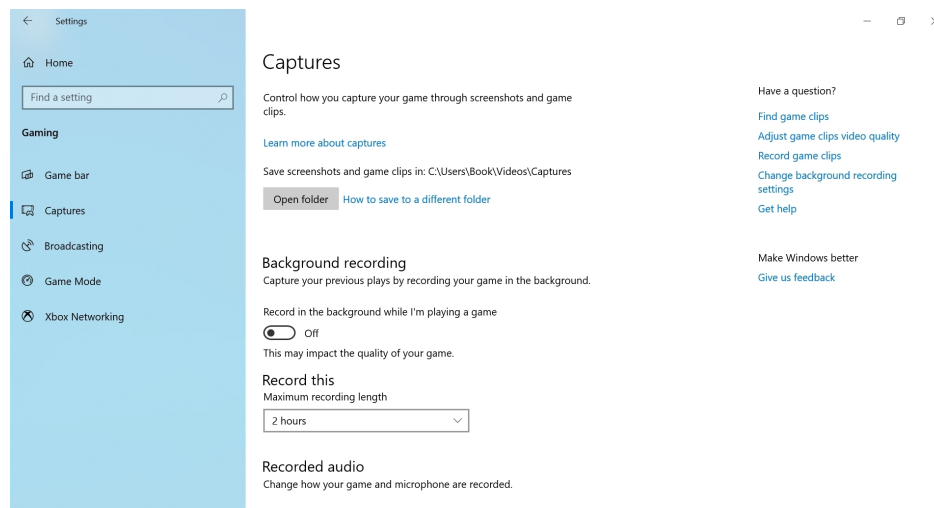 Settings
Home
Find a setting
Gaming
Game bar
Captures
Broadcasting
Game Mode
Xbox Networking
Captures
Control how you capture your game through screenshots and game
clips.
Learn more about captures
Save screenshots and game clips in: C:\Users\Book\Videos\Captures
Open folder
How to save to a different folder
Background recording
Capture your previous plays by recording your game in the background.
Record in the background while I'm playing a game
Off
This may impact the quality of your game.
Record this
Maximum recording length
2 hours
Recorded audio
Change how your game and microphone are recorded.
Have a question?
Find game clips
Adjust game clips video quality
Record game clips
Change background recording
settings
Get help
Make Windows better
Give us feedback